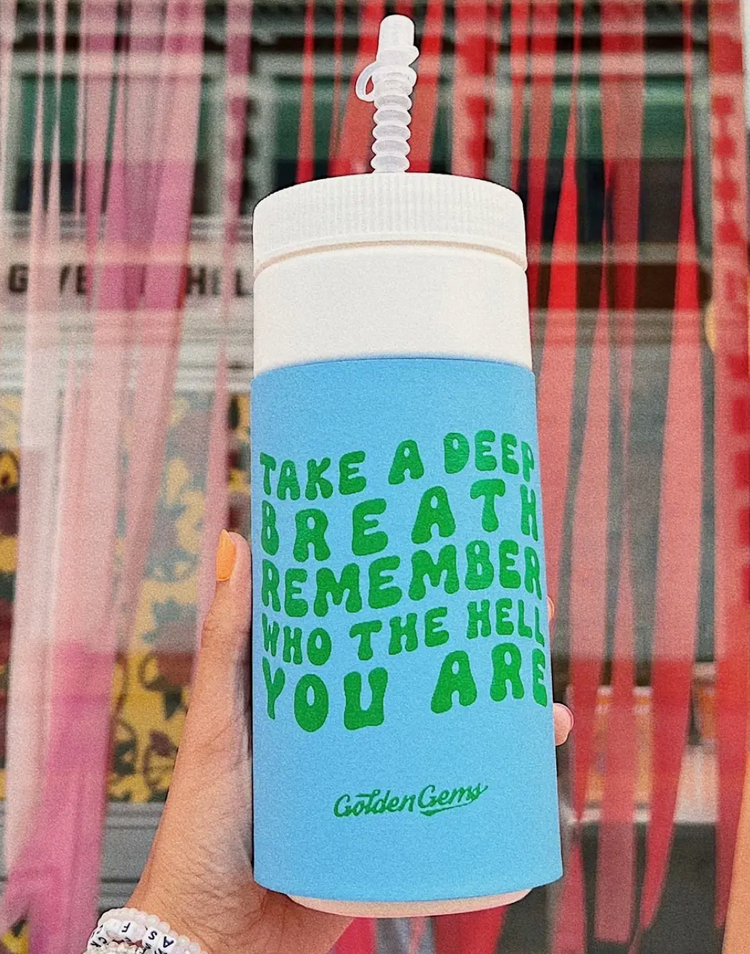 TAKE A DEEP
BREATH
REMEMBER
WHO THE HELL
YOU ARE
Golden Gems